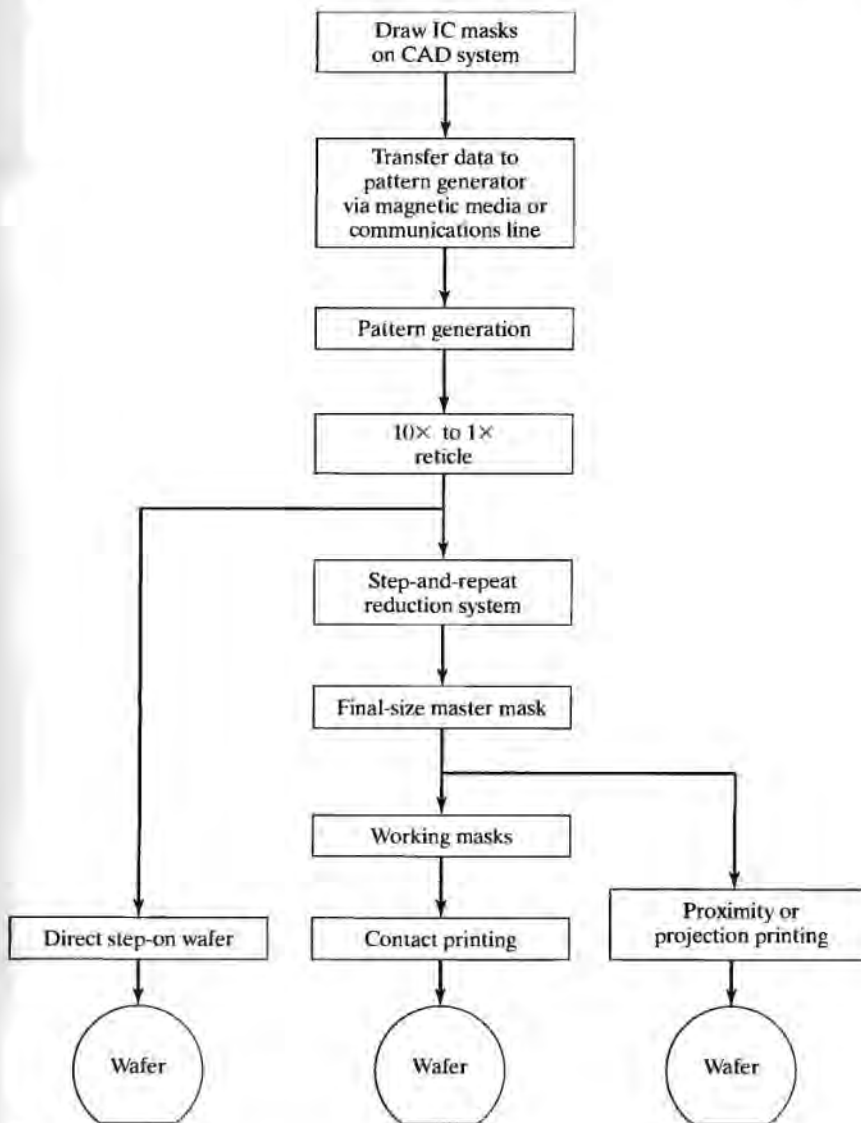 Draw IC masks
on CAD system
Transfer data to
pattern generator
via magnetic media or
communications line
Pattern generation
10× to 1×
reticle
Step-and-repeat
reduction system
Final-size master mask
Working masks
Direct step-on wafer
Contact printing
Proximity or
projection printing
Wafer
Wafer
Wafer